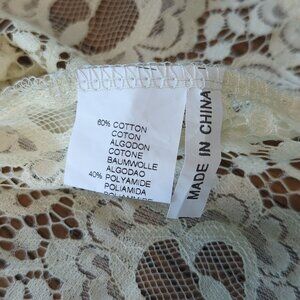 60% COTTON
COTON
ALGODON
COTONE
BAUMWOLLE
ALGODAO
40% POLYAMIDE
POLIAMIDA
MADE IN CHINA